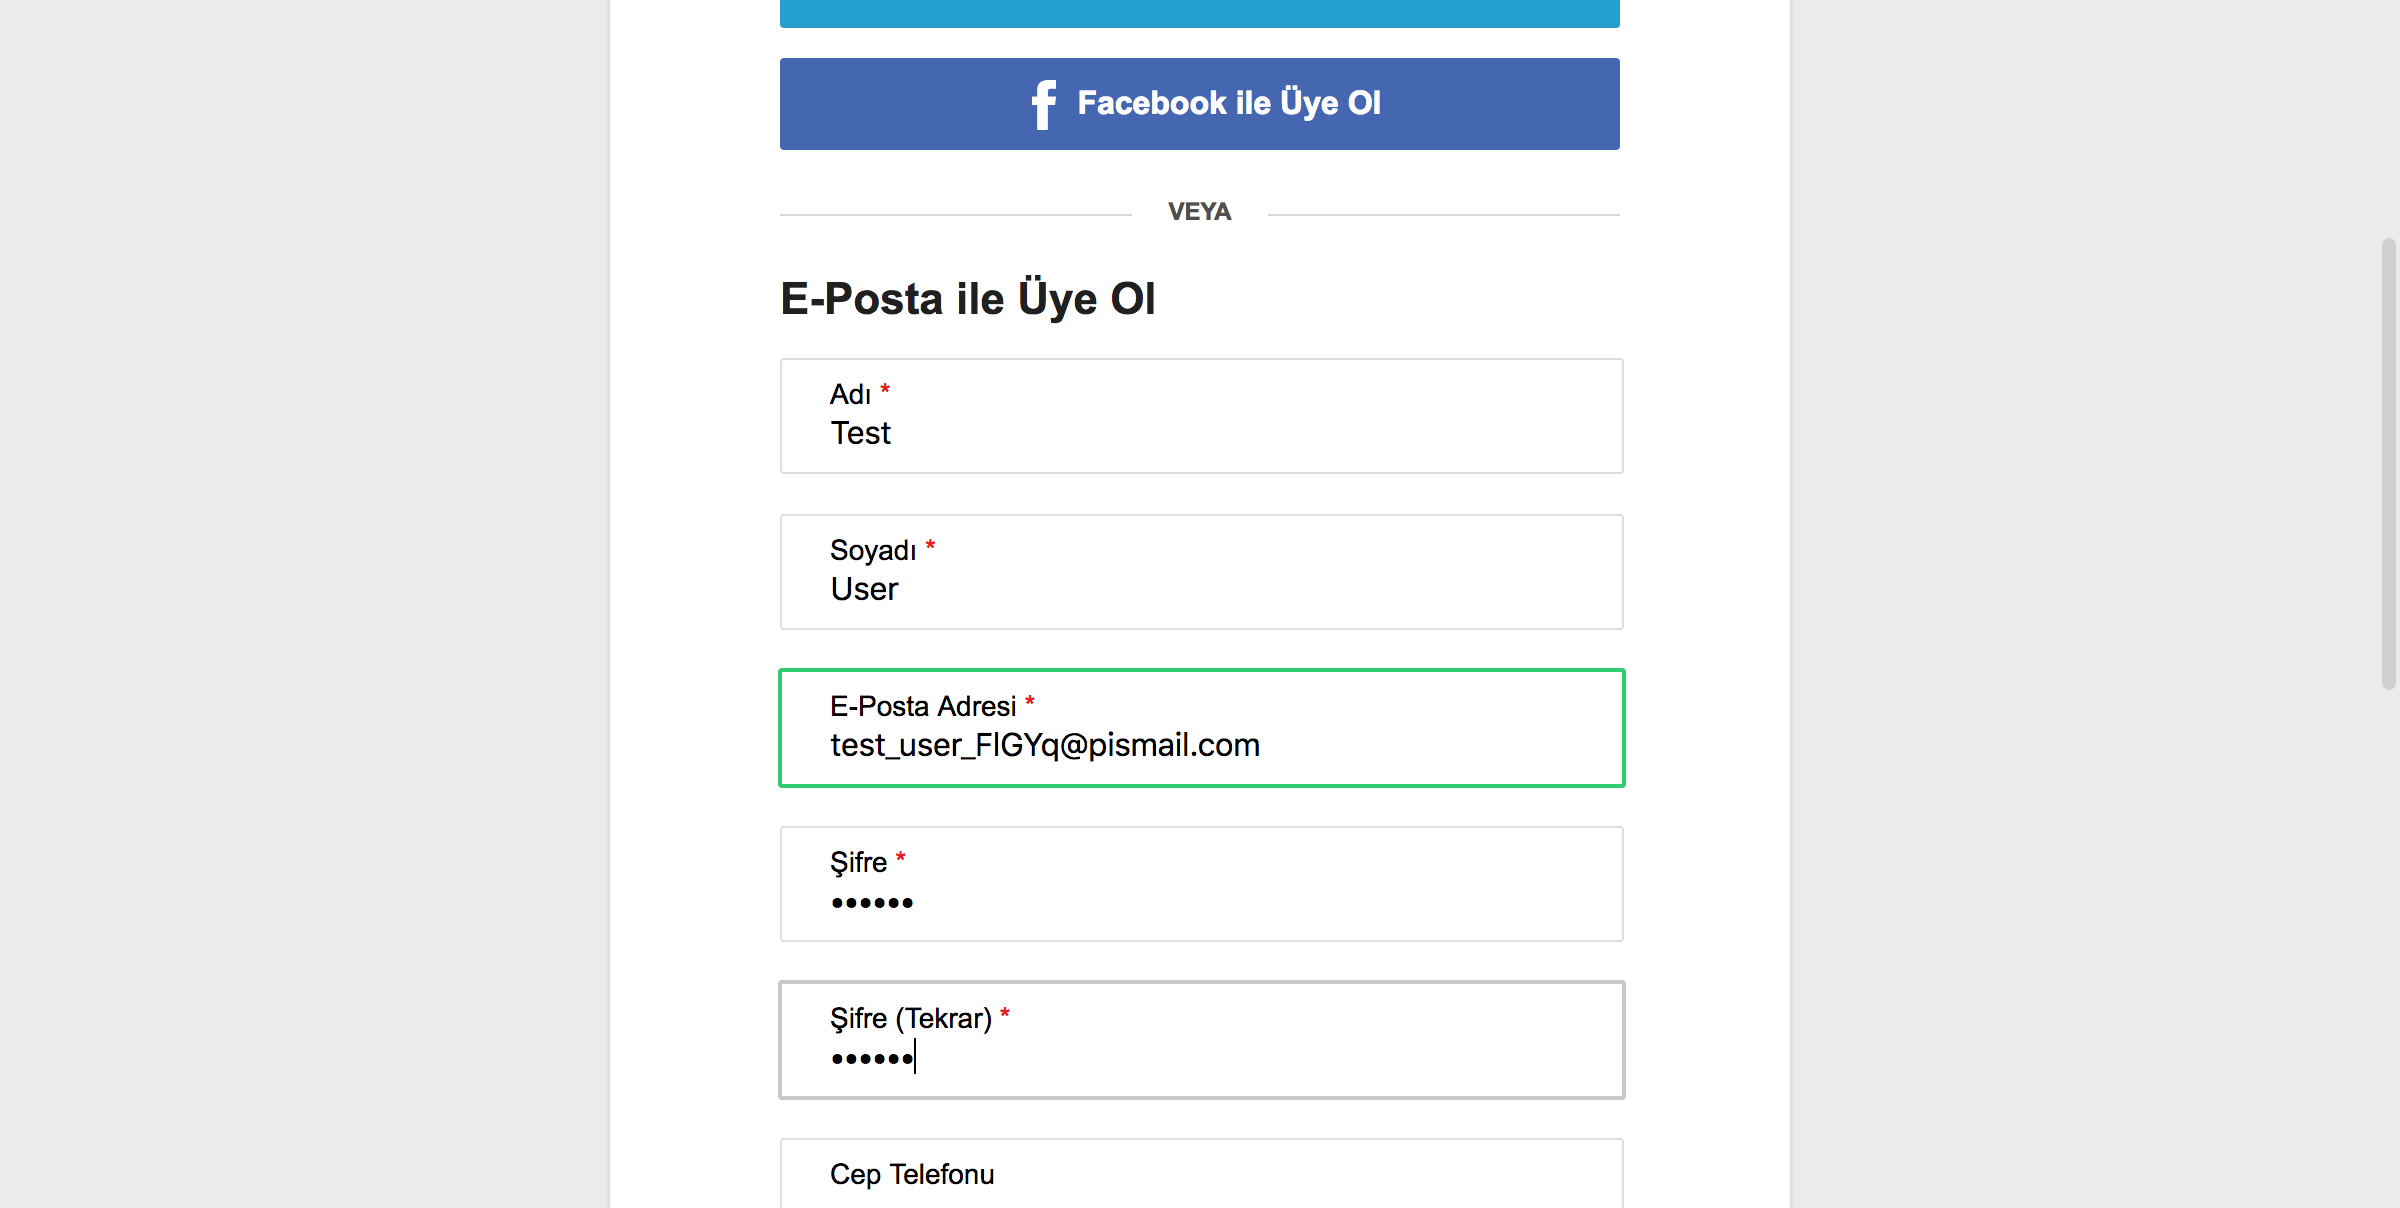 Facebook ile Üye Ol
VEYA
E-Posta ile Üye Ol
Adı *
Test
Soyadı *
User
E-Posta Adresi *
test_user_FlGYq@pismail.com
Şifre *
••••••
Şifre (Tekrar) *
••••••
Cep Telefonu